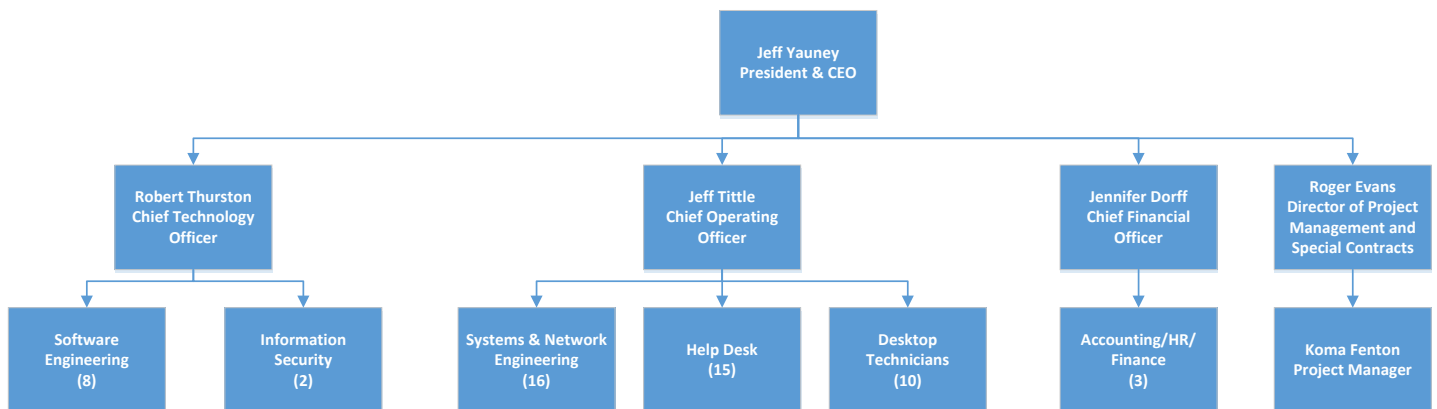 Jeff Yauney
President & CEO
Robert Thurston
Chief Technology
Officer
Jeff Tittle
Chief Operating
Officer
Jennifer Dorff
Chief Financial
Officer
Roger Evans
Director of Project
Management and
Special Contracts
Software
Engineering
(8)
Information
Security
(2)
Systems & Network
Engineering
(16)
Help Desk
(15)
Desktop
Technicians
(10)
Accounting/HR/
Finance
(3)
Koma Fenton
Project Manager